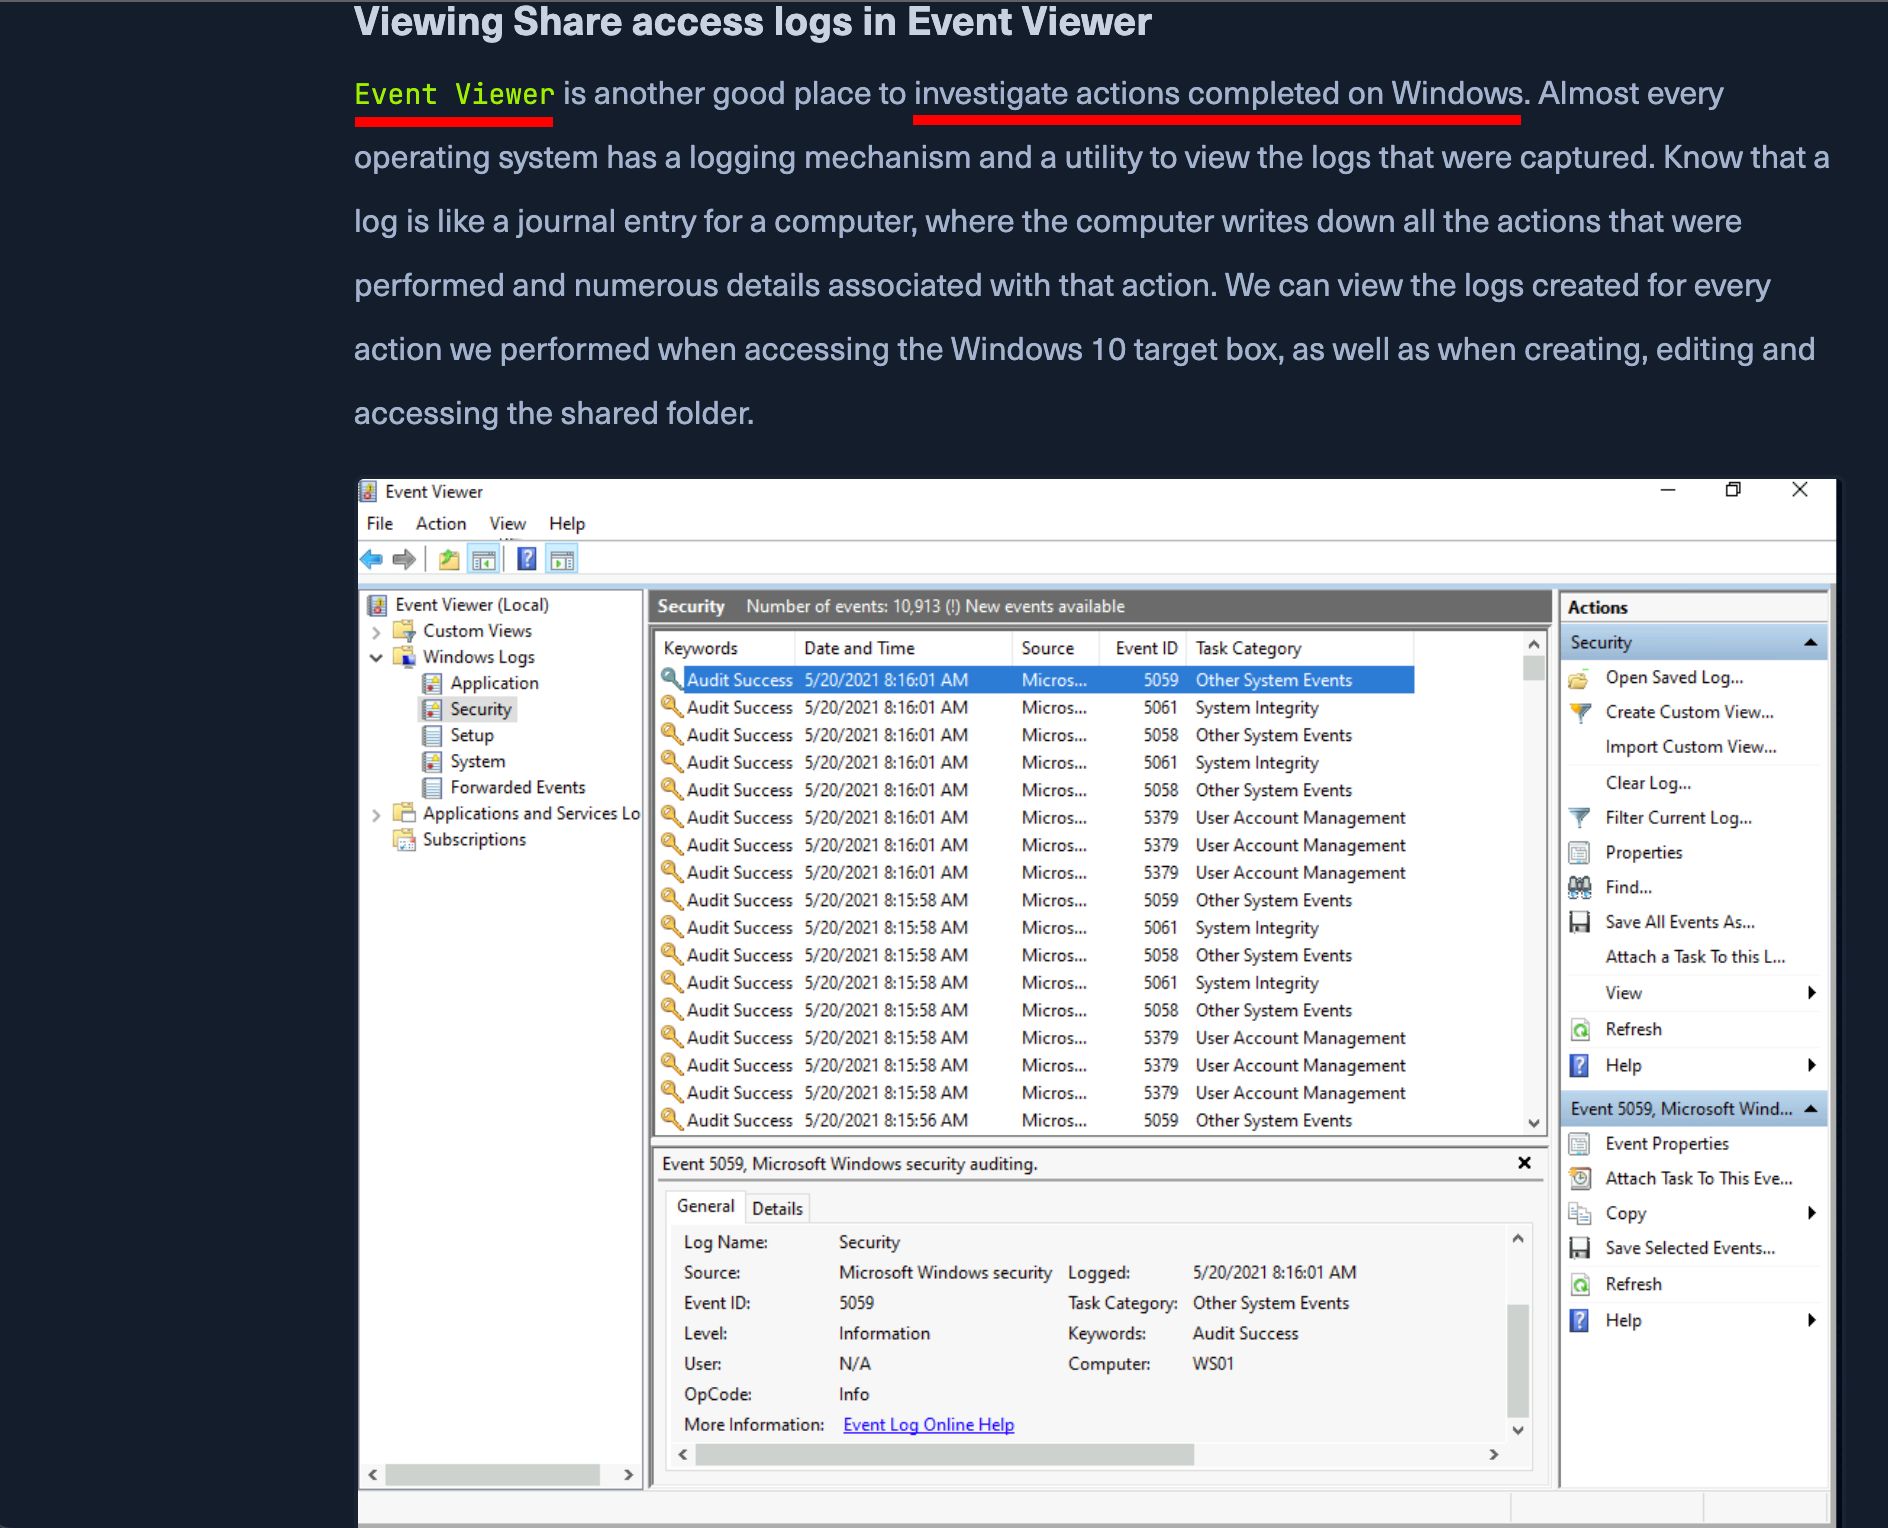 Viewing Share access logs in Event Viewer
Event Viewer is another good place to investigate actions completed on Windows. Almost every
operating system has a logging mechanism and a utility to view the logs that were captured. Know that a
log is like a journal entry for a computer, where the computer writes down all the actions that were
performed and numerous details associated with that action. We can view the logs created for every
action we performed when accessing the Windows 10 target box, as well as when creating, editing and
accessing the shared folder.
Event Viewer
File Action View Help
Event Viewer (Local)
Custom Views
Windows Logs
Application
Security
Setup
System
Forwarded Events
Applications and Services Lo
Subscriptions
Security Number of events: 10,913 (!) New events available
Keywords Date and Time Source Event ID Task Category
Audit Success 5/20/2021 8:16:01 AM Micros... 5059 Other System Events
Audit Success 5/20/2021 8:16:01 AM Micros... 5061 System Integrity
Audit Success 5/20/2021 8:16:01 AM Micros... 5058 Other System Events
Audit Success 5/20/2021 8:16:01 AM Micros... 5061 System Integrity
Audit Success 5/20/2021 8:16:01 AM Micros... 5058 Other System Events
Audit Success 5/20/2021 8:16:01 AM Micros... 5379 User Account Management
Audit Success 5/20/2021 8:16:01 AM Micros... 5379 User Account Management
Audit Success 5/20/2021 8:16:01 AM Micros... 5379 User Account Management
Audit Success 5/20/2021 8:15:58 AM Micros... 5059 Other System Events
Audit Success 5/20/2021 8:15:58 AM Micros... 5061 System Integrity
Audit Success 5/20/2021 8:15:58 AM Micros... 5058 Other System Events
Audit Success 5/20/2021 8:15:58 AM Micros... 5061 System Integrity
Audit Success 5/20/2021 8:15:58 AM Micros... 5058 Other System Events
Audit Success 5/20/2021 8:15:58 AM Micros... 5379 User Account Management
Audit Success 5/20/2021 8:15:58 AM Micros... 5379 User Account Management
Audit Success 5/20/2021 8:15:58 AM Micros... 5379 User Account Management
Audit Success 5/20/2021 8:15:56 AM Micros... 5059 Other System Events
Event 5059, Microsoft Windows security auditing.
General Details
Log Name: Security
Source: Microsoft Windows security Logged: 5/20/2021 8:16:01 AM
Event ID: 5059 Task Category: Other System Events
Level: Information Keywords: Audit Success
User: N/A Computer: WS01
OpCode: Info
More Information: Event Log Online Help
Actions
Security
Open Saved Log...
Create Custom View...
Import Custom View...
Clear Log...
Filter Current Log...
Properties
Find...
Save All Events As...
Attach a Task To this L...
View
Refresh
Help
Event 5059, Microsoft Wind...
Event Properties
Attach Task To This Eve...
Copy
Save Selected Events...
Refresh
Help